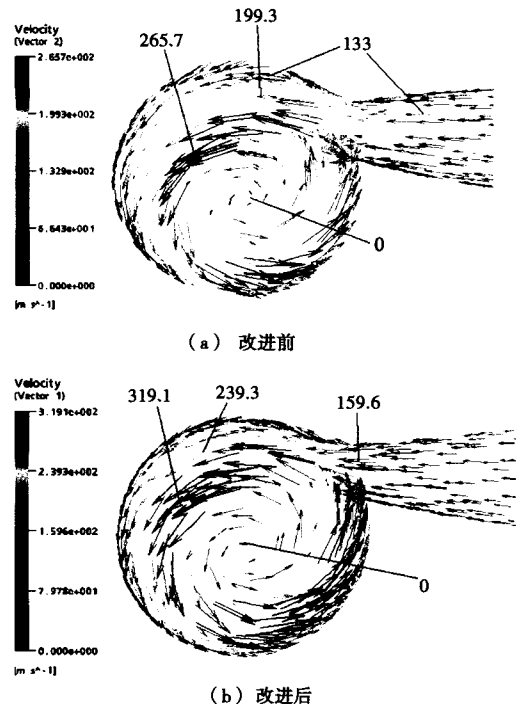 Velocity
(Vector 2)
199.3
265.7
133
2.657e+002
1.993e+002
1.329e+002
6.643e+001
0.000e+000
[m s^-1]
0
(a) 改进前
Velocity
(Vector 1)
319.1
239.3
159.6
3.191e+002
2.393e+002
1.596e+002
7.978e+001
0.000e+000
[m s^-1]
0
(b) 改进后